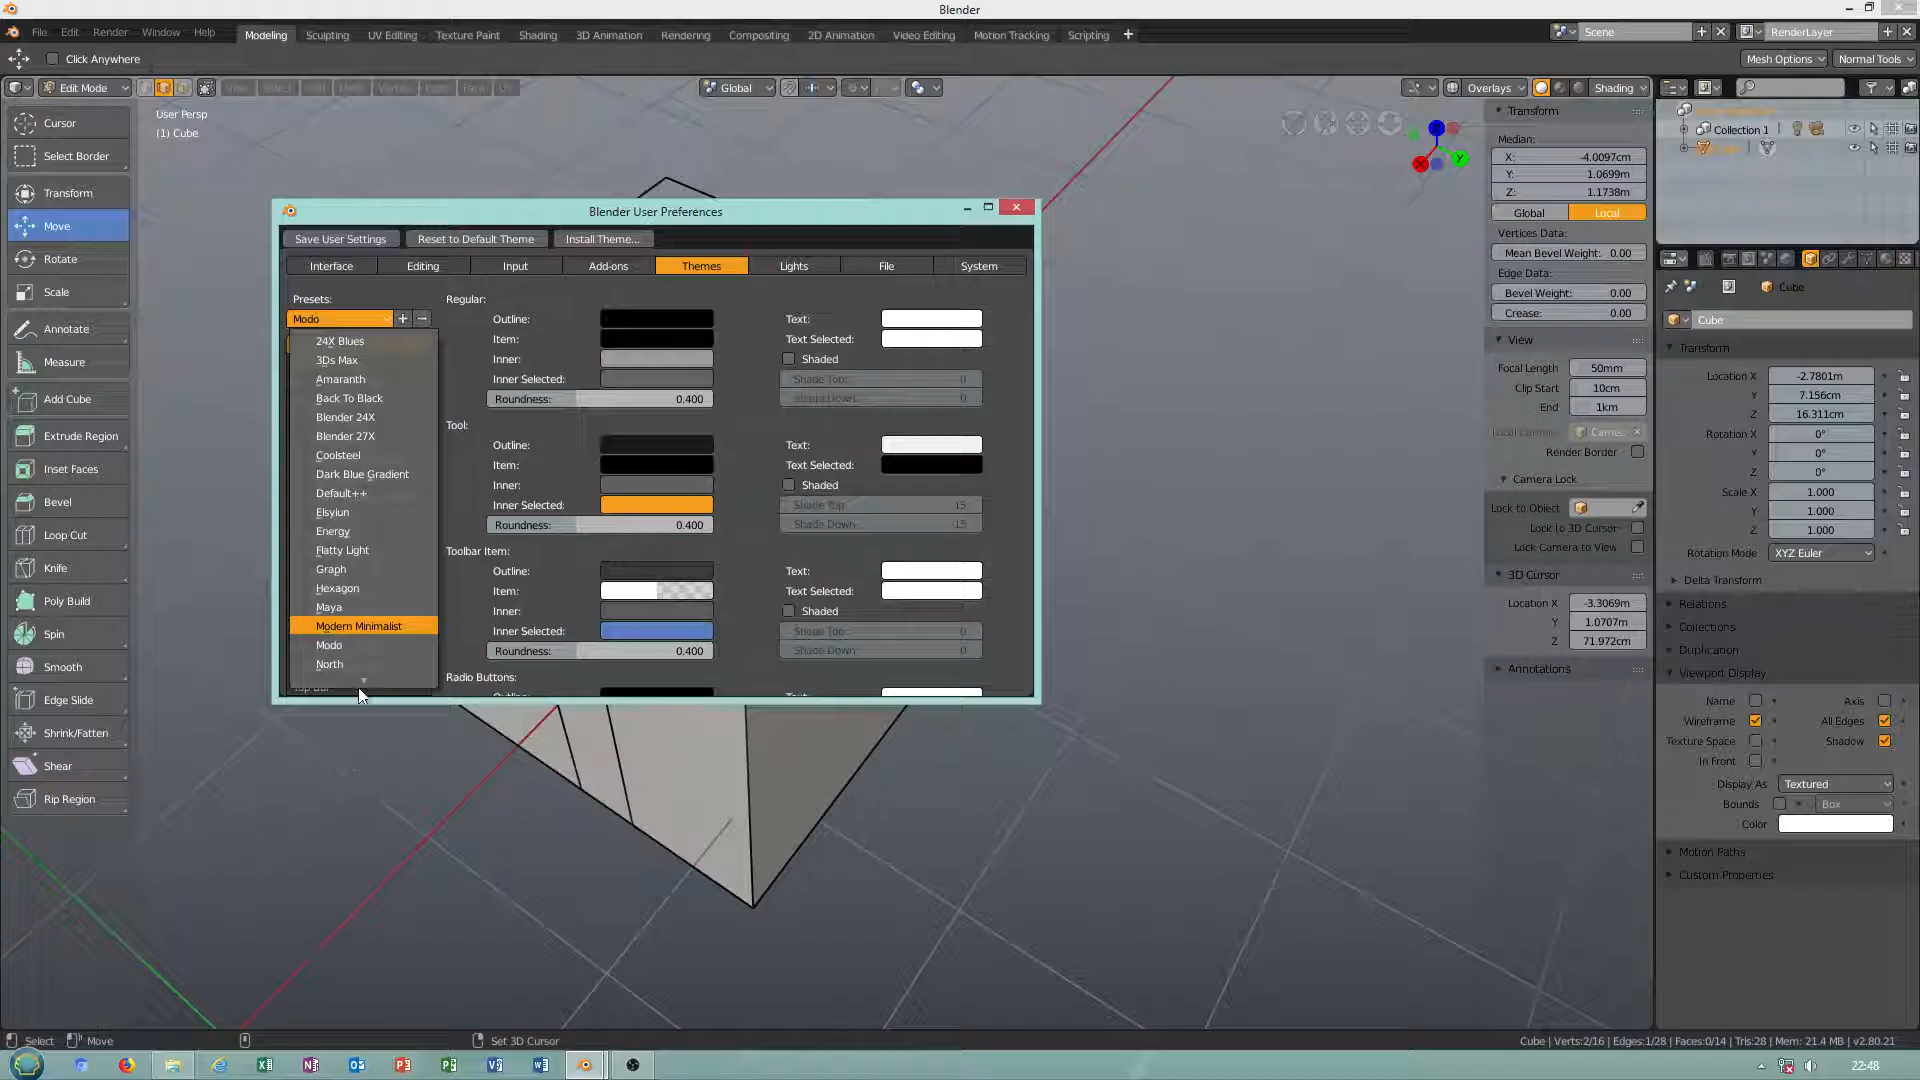 Blender
File Edit Render Window Help
Modeling Sculpting UV Editing Texture Paint Shading 3D Animation Rendering Compositing 2D Animation Video Editing Motion Tracking Scripting +
Scene
RenderLayer
Click Anywhere
Mesh Options
Normal Tools
Edit Mode
Global
Overlays
Shading
User Persp
(1) Cube
Cursor
Select Border
Transform
Move
Rotate
Scale
Annotate
Measure
Add Cube
Extrude Region
Inset Faces
Bevel
Loop Cut
Knife
Poly Build
Spin
Smooth
Edge Slide
Shrink/Fatten
Shear
Rip Region
Blender User Preferences
Save User Settings Reset to Default Theme Install Theme...
Interface Editing Input Add-ons Themes Lights File System
Presets:
Modo
24X Blues
3Ds Max
Amaranth
Back To Black
Blender 24X
Blender 27X
Coolsteel
Dark Blue Gradient
Default++
Elsyiun
Energy
Flatty Light
Graph
Hexagon
Maya
Modern Minimalist
Modo
North
Regular:
Outline: Text:
Item: Text Selected:
Inner: Shaded
Inner Selected: Shade Top: 0
Roundness: 0.400 Shade Down: 0
Tool:
Outline: Text:
Item: Text Selected:
Inner: Shaded
Inner Selected: Shade Top: 15
Roundness: 0.400 Shade Down: -15
Toolbar Item:
Outline: Text:
Item: Text Selected:
Inner: Shaded
Inner Selected: Shade Top: 0
Roundness: 0.400 Shade Down: 0
Radio Buttons:
Transform
Median:
X: -4.0097cm
Y: 1.0699m
Z: 1.1738m
Global Local
Vertices Data:
Mean Bevel Weight: 0.00
Edge Data:
Bevel Weight: 0.00
Crease: 0.00
View
Focal Length 50mm
Clip Start 10cm
End 1km
Render Border
Camera Lock
Lock to Object
Lock to 3D Cursor
Lock Camera to View
3D Cursor
Location X -3.3069m
Y 1.0707m
Z 71.972cm
Annotations
Collection 1
Cube
Cube
Transform
Location X -2.7801m
Y 7.156cm
Z 16.311cm
Rotation X 0°
Y 0°
Z 0°
Scale X 1.000
Y 1.000
Z 1.000
Rotation Mode XYZ Euler
Delta Transform
Relations
Collections
Duplication
Viewport Display
Name Axis
Wireframe All Edges
Texture Space Shadow
In Front
Display As Textured
Bounds Box
Color
Motion Paths
Custom Properties
Select Move Set 3D Cursor
Cube | Verts:2/16 | Edges:1/28 | Faces:0/14 | Tris:28 | Mem: 21.4 MB | v2.80.21
22:48